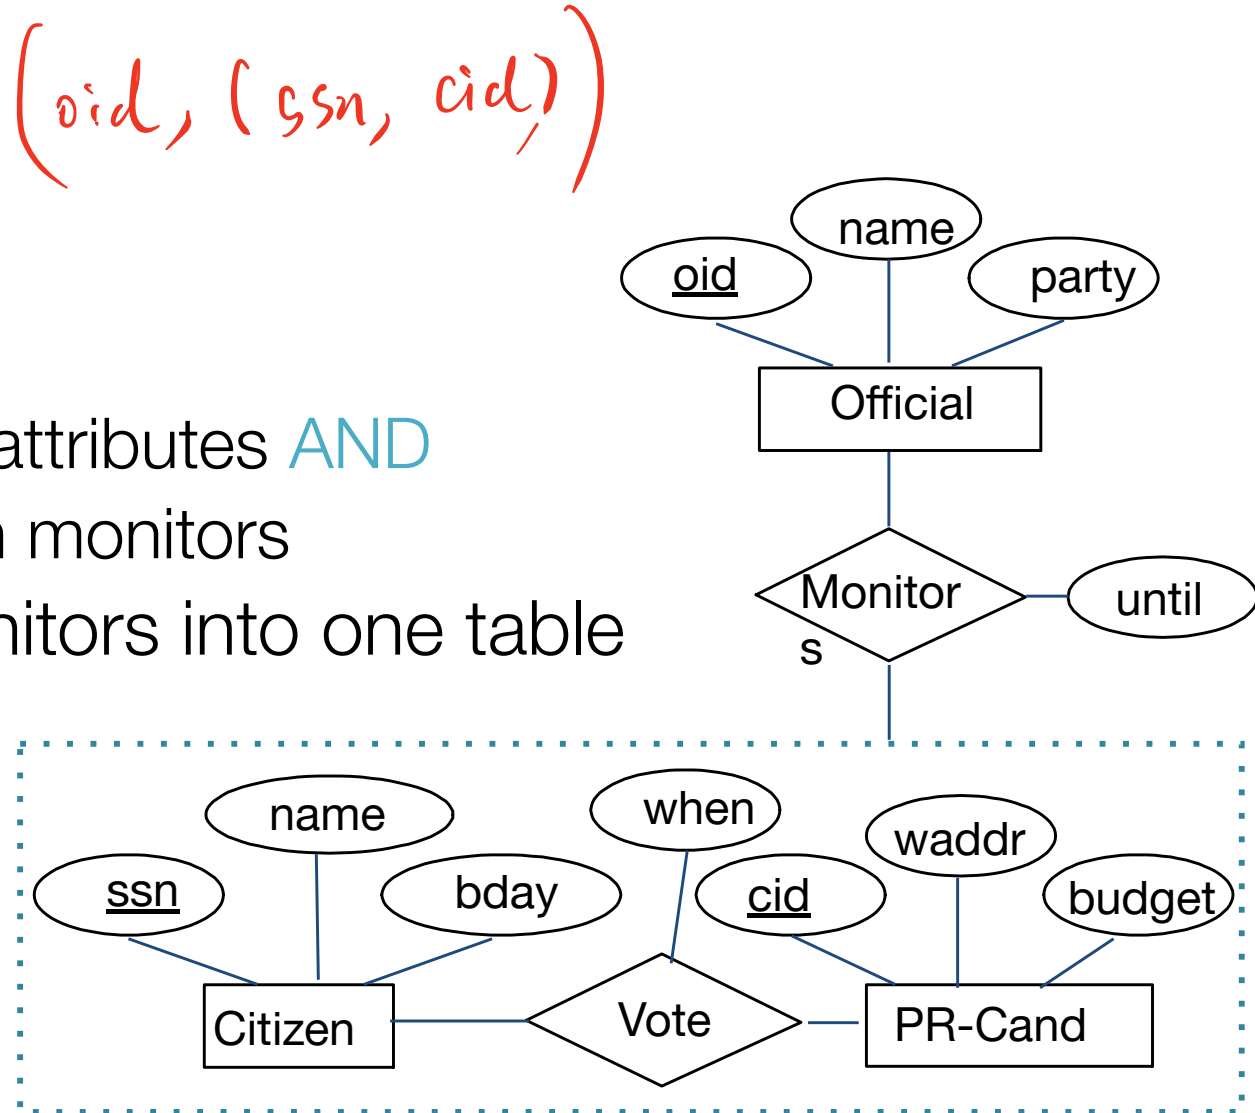 (oid, (ssn, cid))
name
oid
party
Official
attributes AND
monitors
Monitor
s
until
nitors into one table
name
when
waddr
ssn
bday
cid
budget
Citizen
Vote
PR-Cand